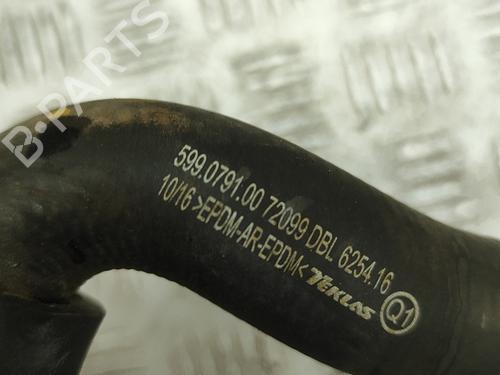 B-PARTS
599.0791.00 72099 DBL 6254.16
10/16 >EPDM-AR-EPDM< TEKLAS Q1